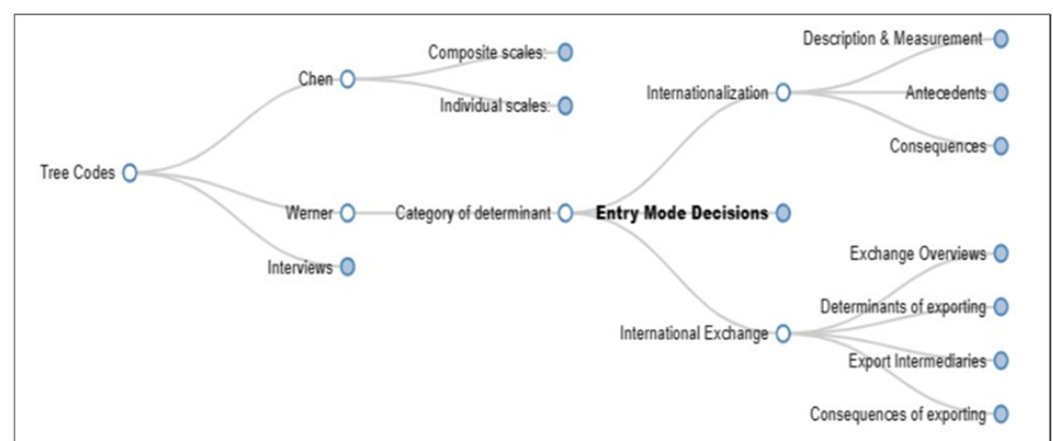 Description & Measurement
Composite scales:
Chen
Internationalization
Antecedents
Individual scales:
Consequences
Tree Codes
Werner
Category of determinant
Entry Mode Decisions
Exchange Overviews
Interviews
Determinants of exporting
International Exchange
Export Intermediaries
Consequences of exporting